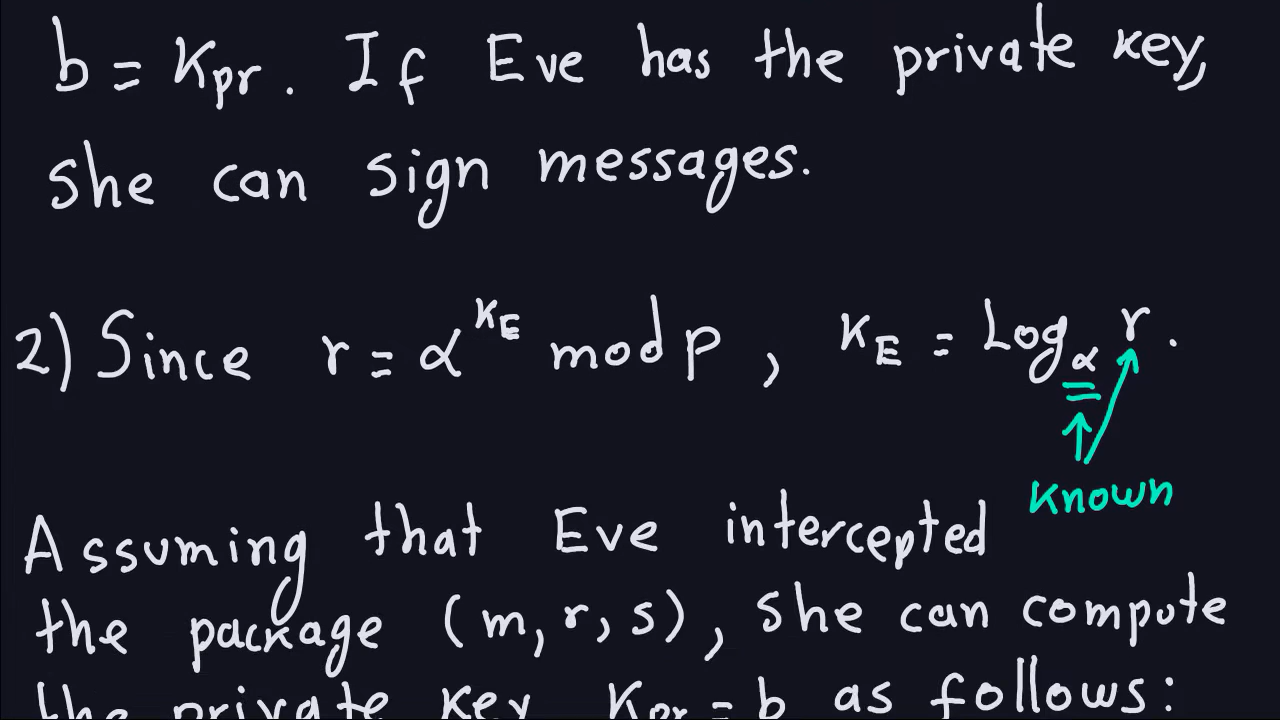 b = Kpr. If Eve has the private key,
she can sign messages.
2) Since r = α^KE mod p, KE = Logα r.
Known
Assuming that Eve intercepted
the package (m, r, s), she can compute
the private key Kpr = b as follows: